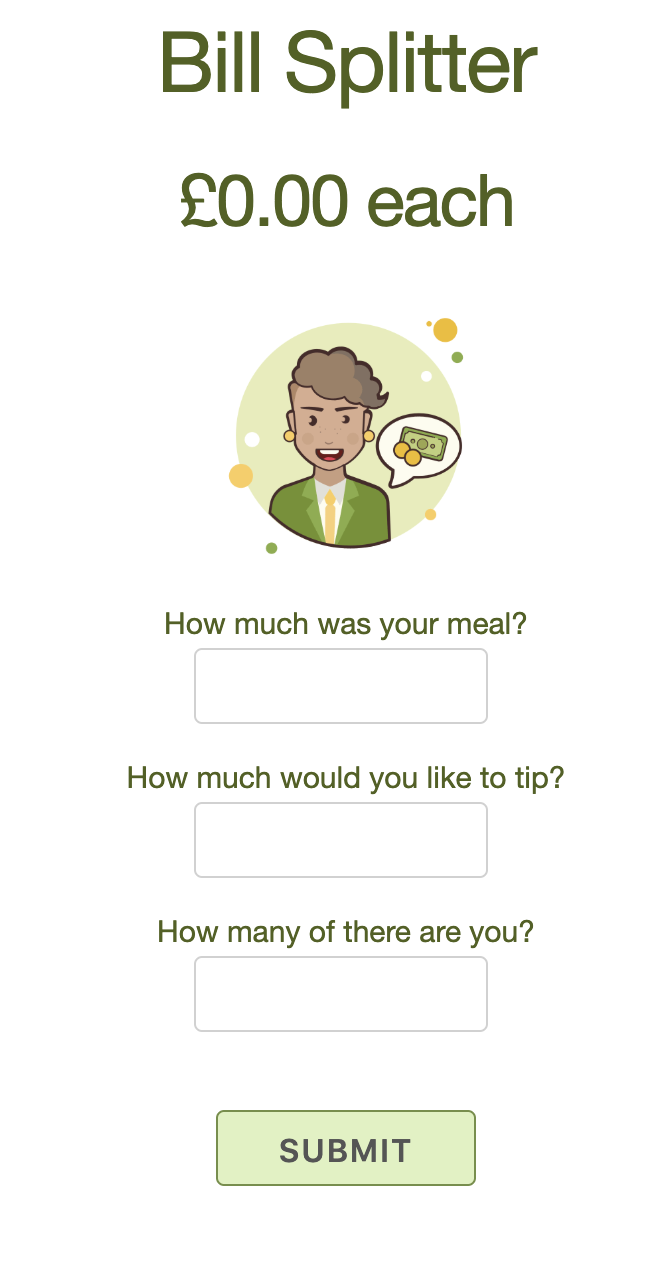 Bill Splitter
£0.00 each
How much was your meal?
How much would you like to tip?
How many of there are you?
SUBMIT